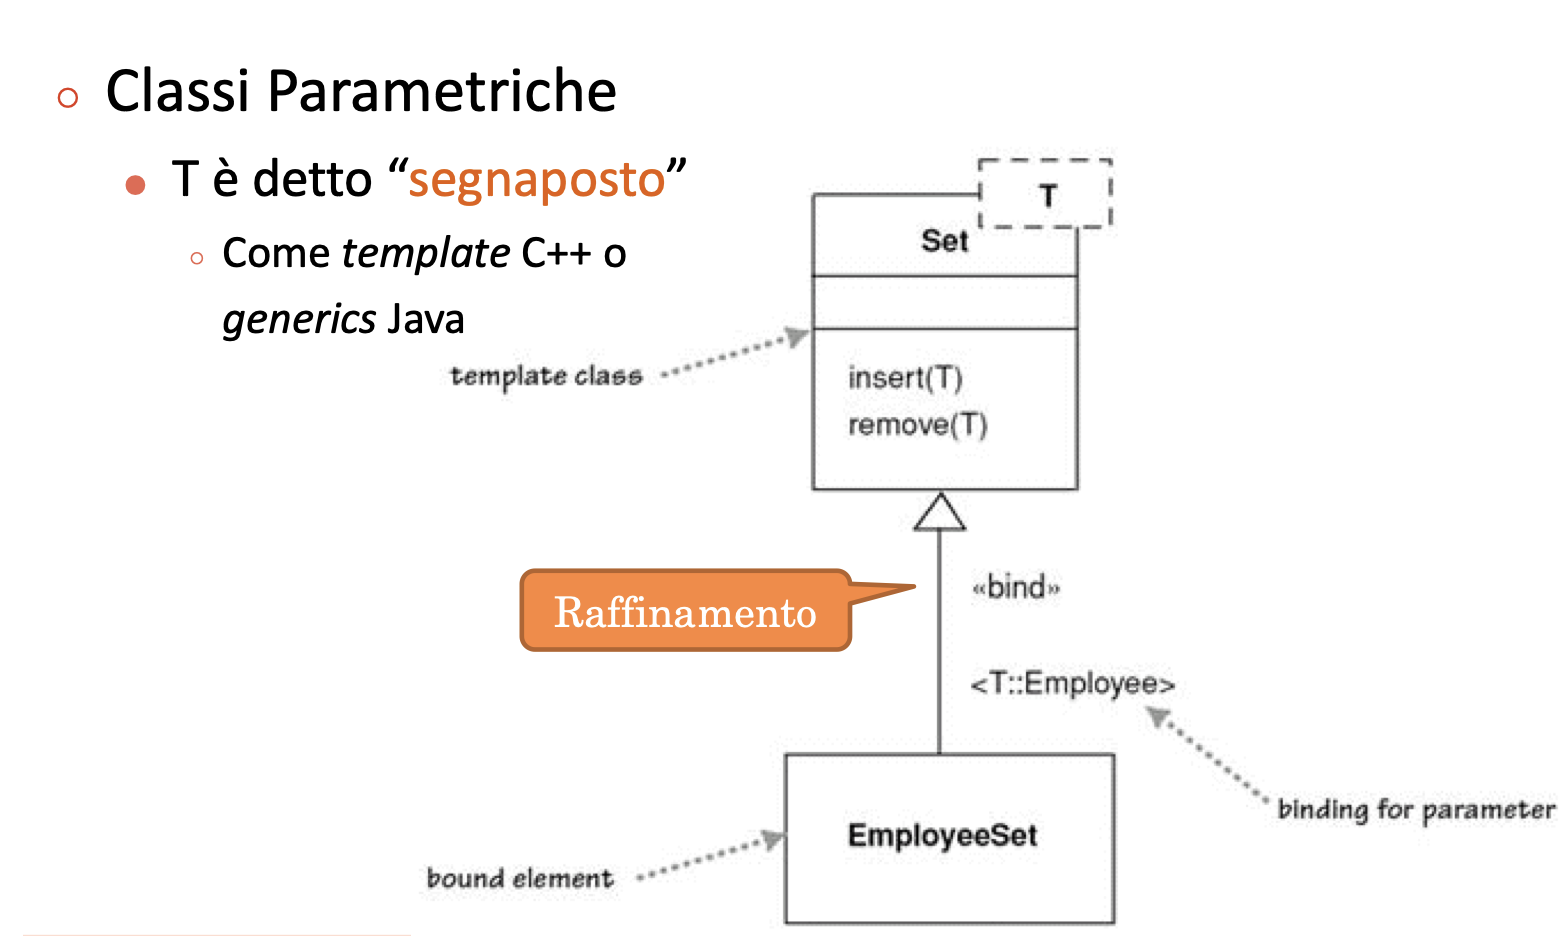 Classi Parametriche
T è detto “segnaposto”
Come template C++ o
generics Java
T
Set
template class
insert(T)
remove(T)
Raffinamento
«bind»
<T::Employee>
binding for parameter
EmployeeSet
bound element